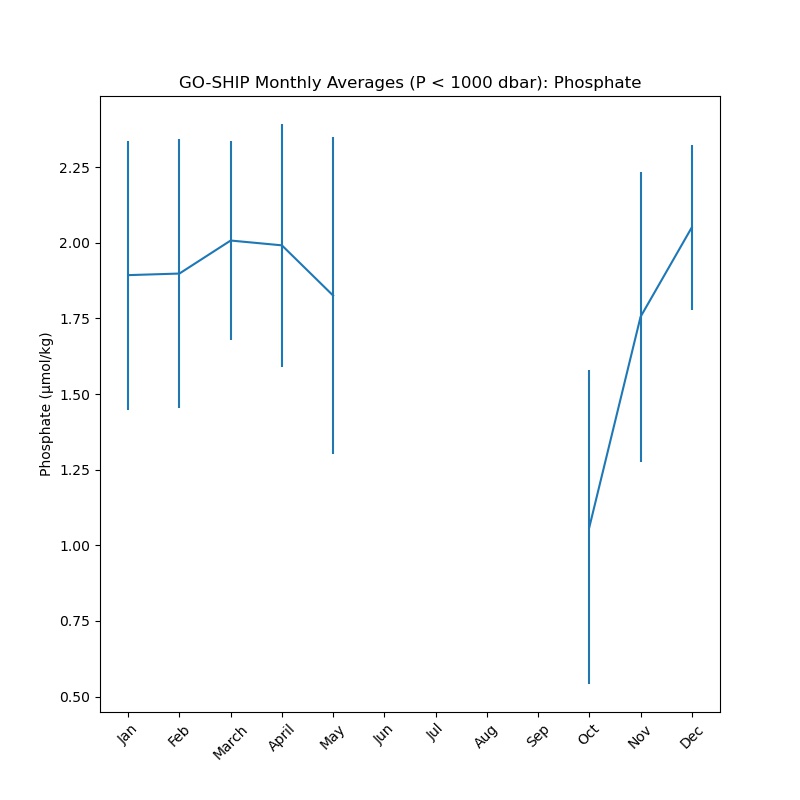 GO-SHIP Monthly Averages (P < 1000 dbar): Phosphate
Phosphate (μmol/kg)
2.25
2.00
1.75
1.50
1.25
1.00
0.75
0.50
Jan
Feb
March
April
May
Jun
Jul
Aug
Sep
Oct
Nov
Dec